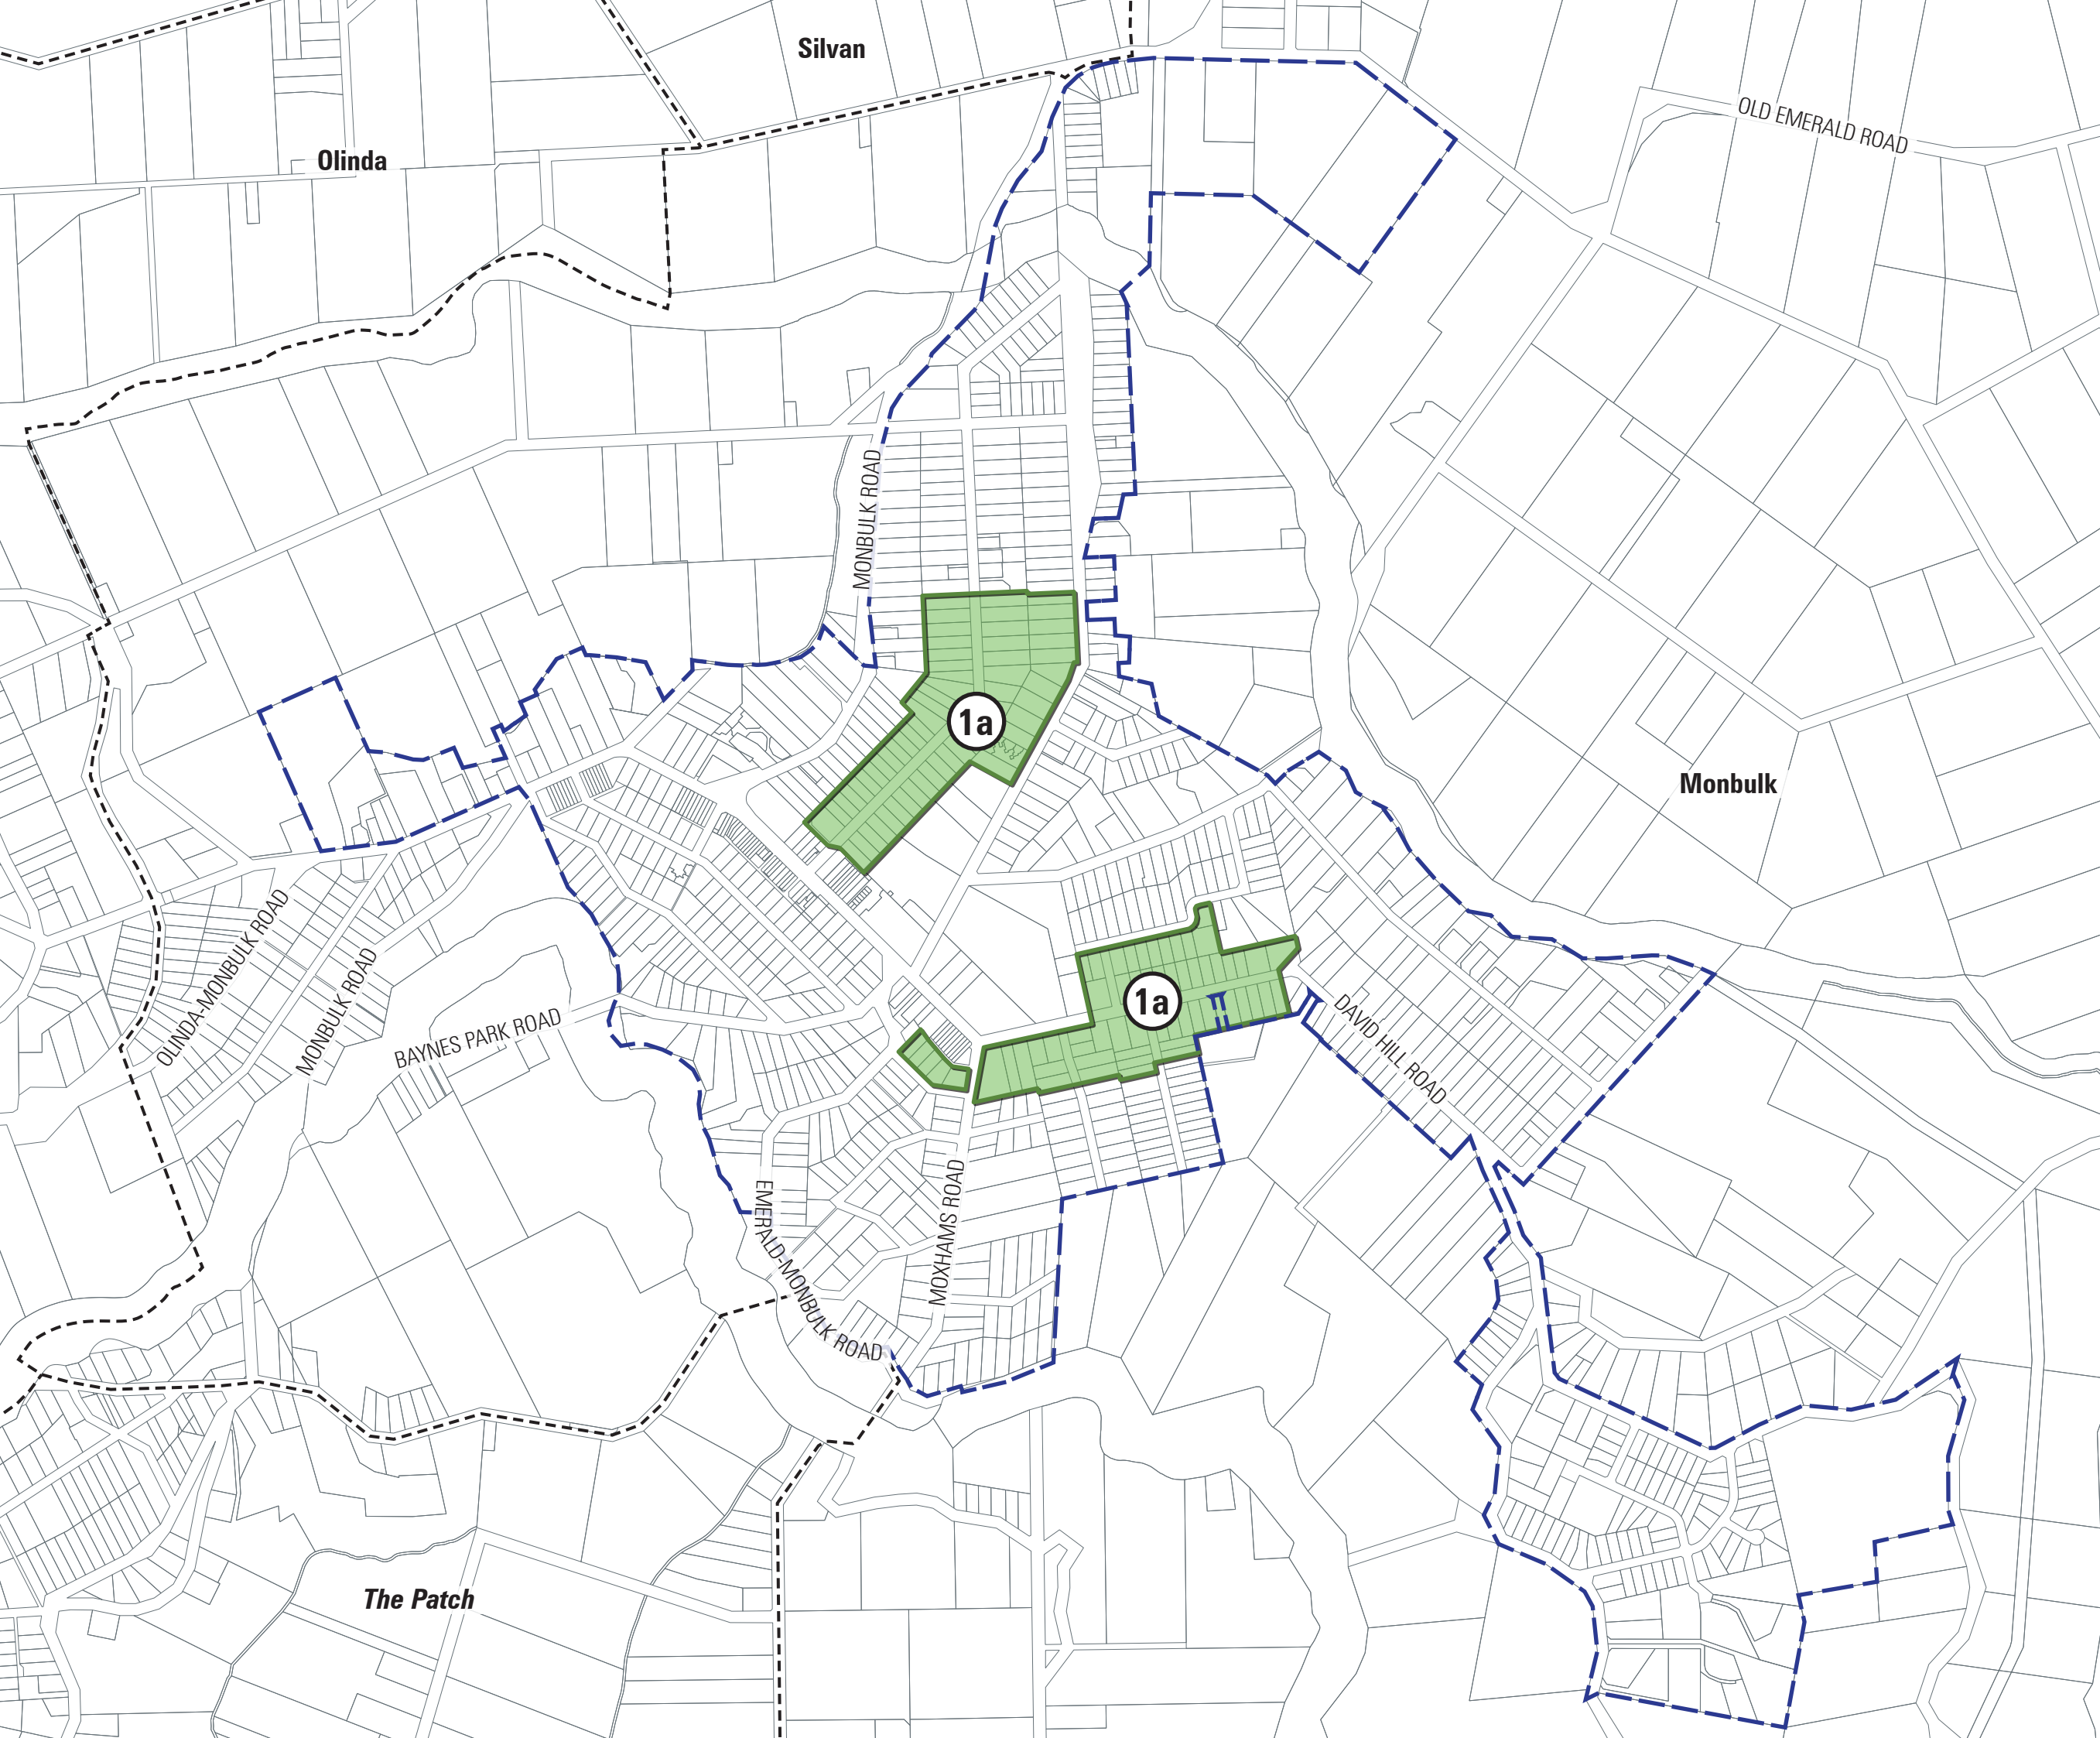 Silvan
OLD EMERALD ROAD
Olinda
MONBULK ROAD
1a
Monbulk
OLINDA-MONBULK ROAD
MONBULK ROAD
BAYNES PARK ROAD
1a
DAVID HILL ROAD
EMERALD-MONBULK ROAD
MOXHAMS ROAD
The Patch